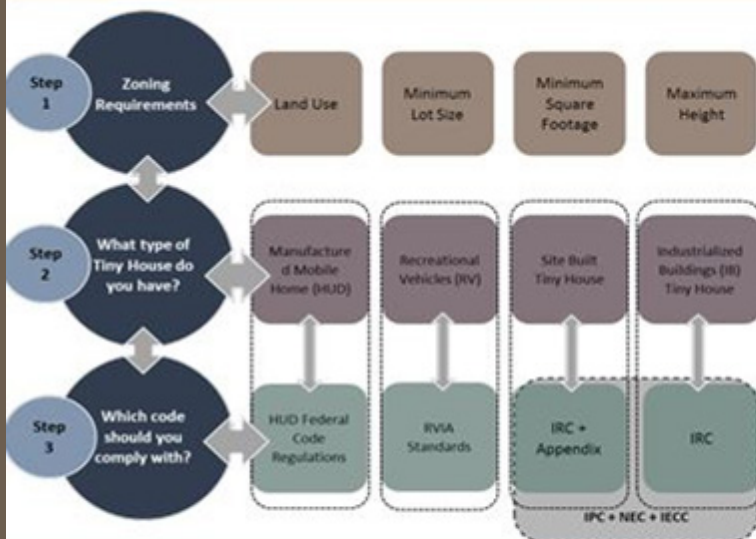 Step
1
Zoning
Requirements
Land Use
Minimum
Lot Size
Minimum
Square
Footage
Maximum
Height
Step
2
What type of
Tiny House do
you have?
Manufacture
d Mobile
Home (HUD)
Recreational
Vehicles (RV)
Site Built
Tiny House
Industrialized
Buildings (IB)
Tiny House
Step
3
Which code
should you
comply with?
HUD Federal
Code
Regulations
RVIA
Standards
IRC +
Appendix
IRC
IPC + NEC + IECC